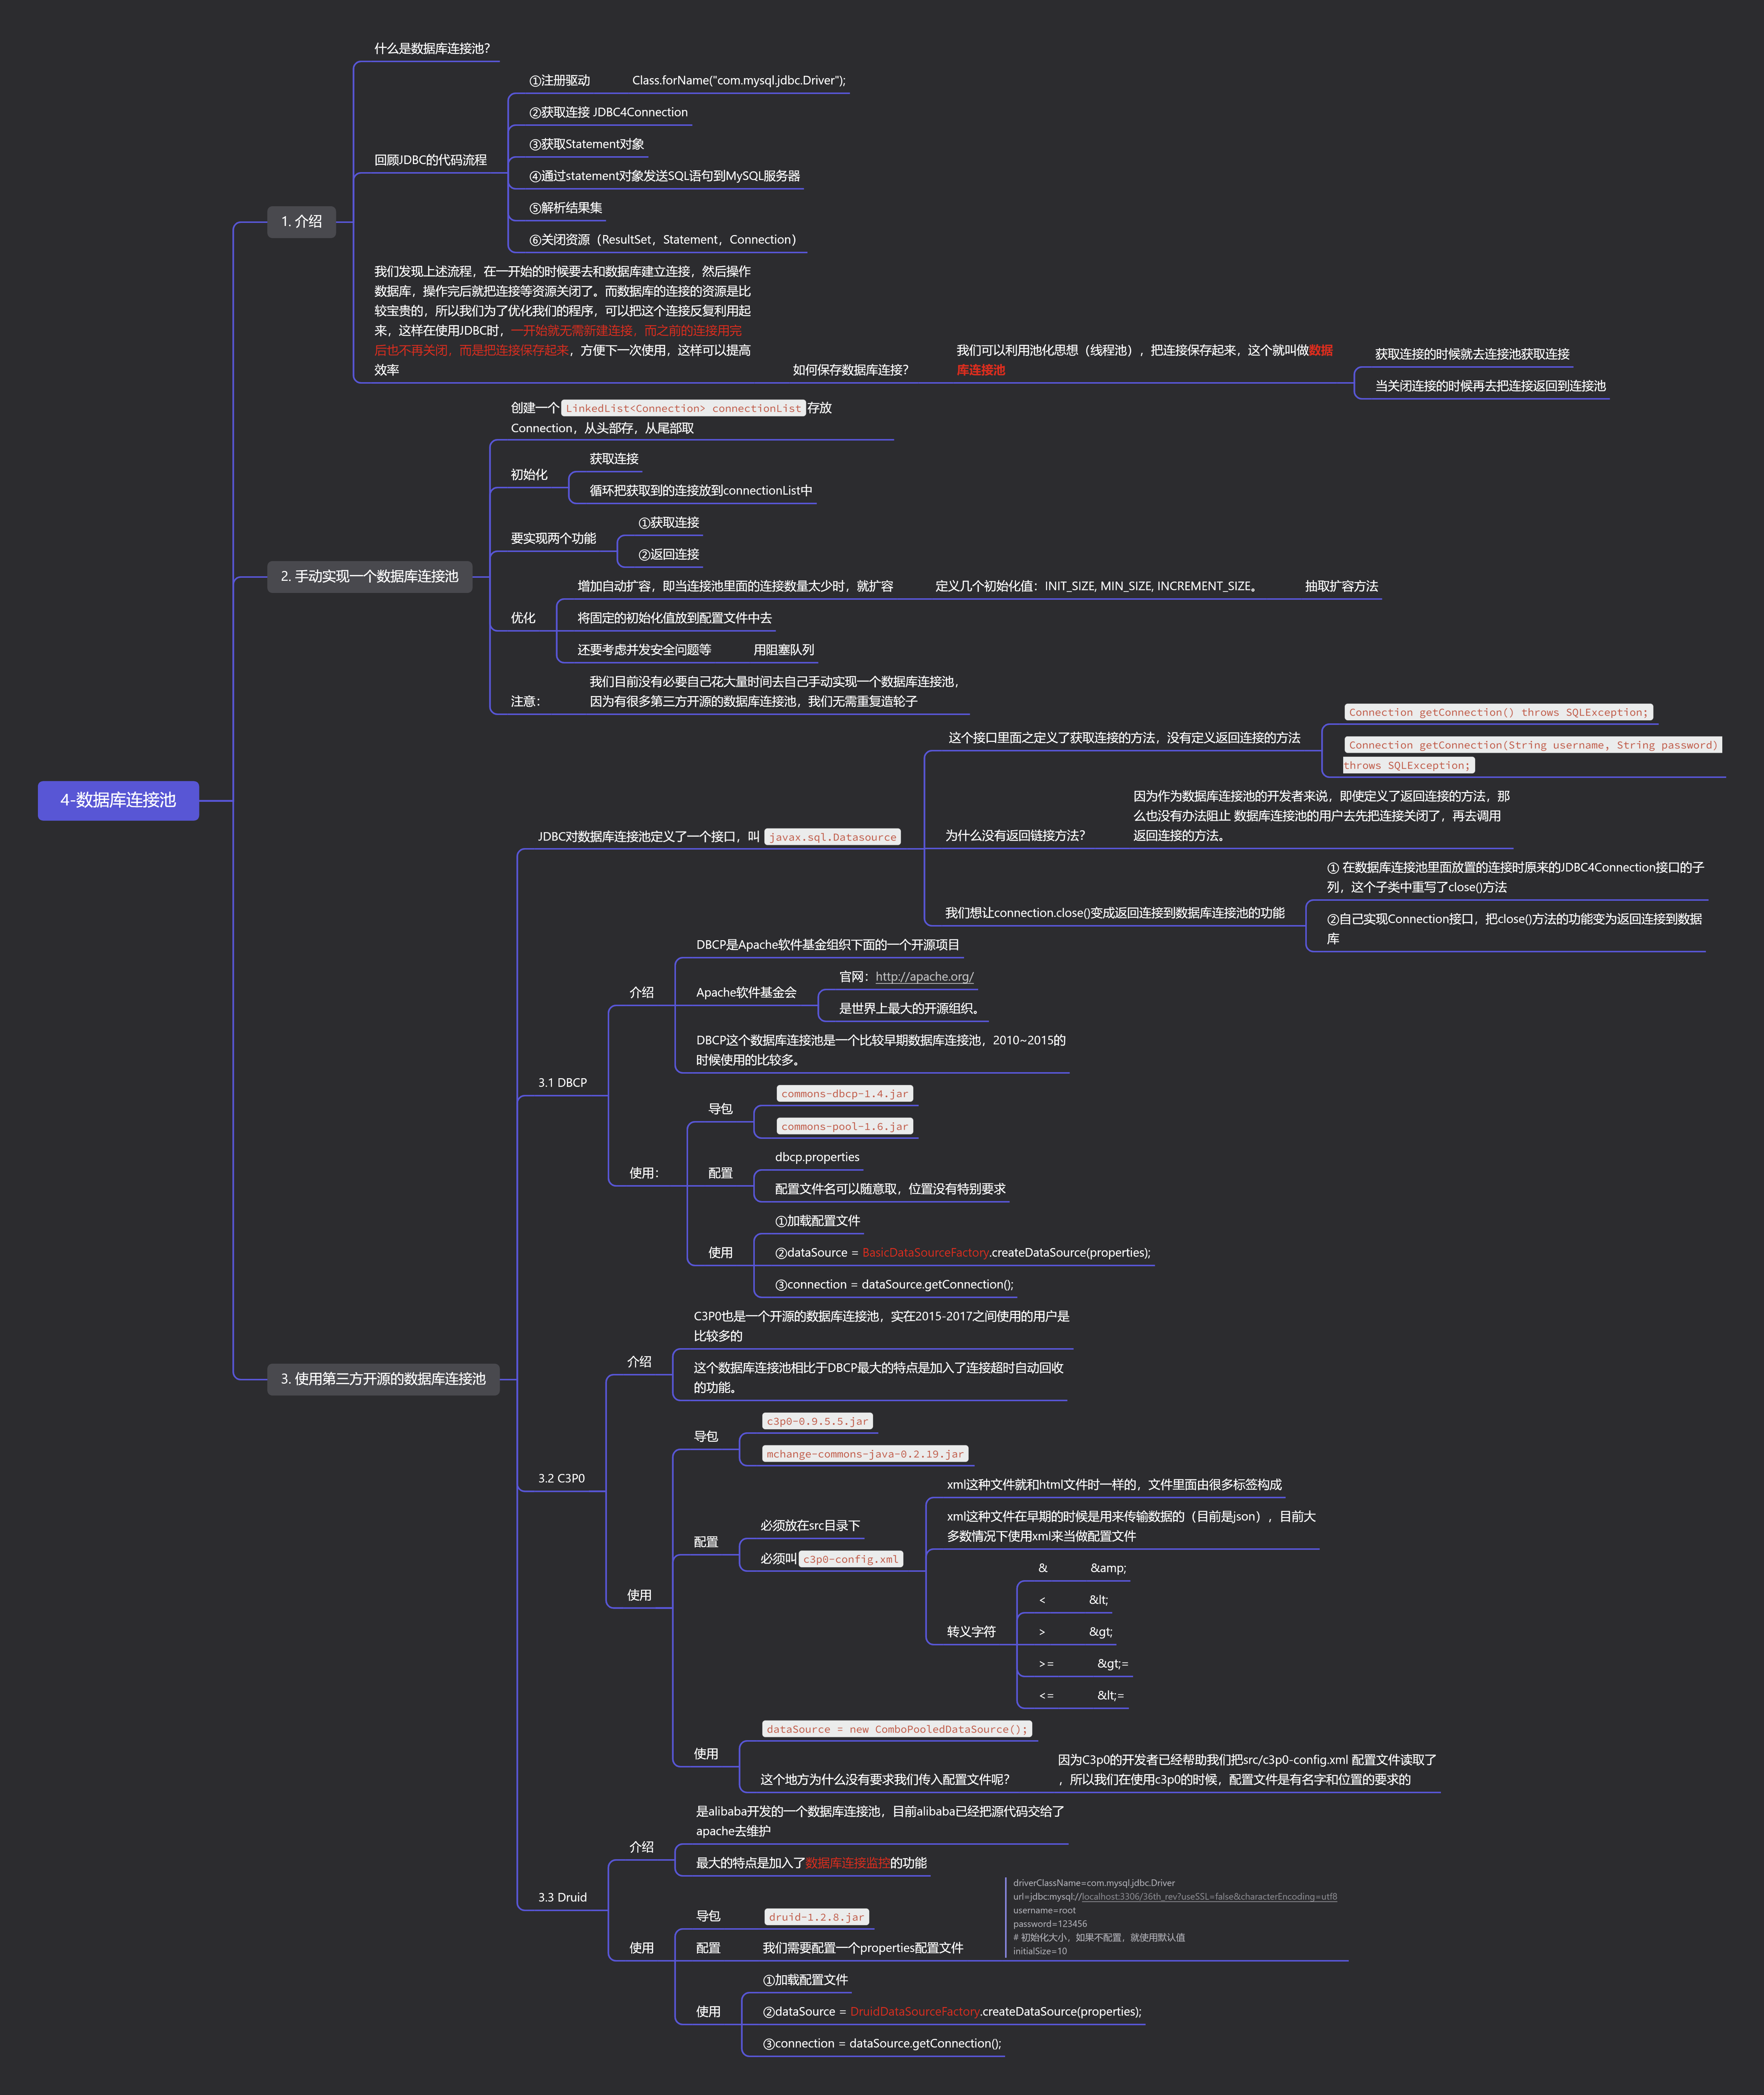 什么是数据库连接池？
①注册驱动 Class.forName("com.mysql.jdbc.Driver");
②获取连接 JDBC4Connection
③获取Statement对象
回顾JDBC的代码流程
④通过statement对象发送SQL语句到MySQL服务器
⑤解析结果集
⑥关闭资源（ResultSet，Statement，Connection）
1. 介绍
我们发现上述流程，在一开始的时候要去和数据库建立连接，然后操作
数据库，操作完后就把连接等资源关闭了。而数据库的连接的资源是比
较宝贵的，所以我们为了优化我们的程序，可以把这个连接反复利用起
来，这样在使用JDBC时，一开始就无需新建连接，而之前的连接用完
后也不再关闭，而是把连接保存起来，方便下一次使用，这样可以提高
效率
如何保存数据库连接？
我们可以利用池化思想（线程池），把连接保存起来，这个就叫做数据
库连接池
获取连接的时候就去连接池获取连接
当关闭连接的时候再去把连接返回到连接池
创建一个 LinkedList<Connection> connectionList 存放
Connection，从头部存，从尾部取
初始化
获取连接
循环把获取到的连接放到connectionList中
要实现两个功能
①获取连接
②返回连接
2. 手动实现一个数据库连接池
优化
增加自动扩容，即当连接池里面的连接数量太少时，就扩容
定义几个初始化值：INIT_SIZE, MIN_SIZE, INCREMENT_SIZE。
抽取扩容方法
将固定的初始化值放到配置文件中去
还要考虑并发安全问题等
用阻塞队列
注意：
我们目前没有必要自己花大量时间去自己手动实现一个数据库连接池，
因为有很多第三方开源的数据库连接池，我们无需重复造轮子
4-数据库连接池
JDBC对数据库连接池定义了一个接口，叫 javax.sql.Datasource
这个接口里面之定义了获取连接的方法，没有定义返回连接的方法
Connection getConnection() throws SQLException;
Connection getConnection(String username, String password)
throws SQLException;
为什么没有返回链接方法？
因为作为数据库连接池的开发者来说，即使定义了返回连接的方法，那
么也没有办法阻止 数据库连接池的用户去先把连接关闭了，再去调用
返回连接的方法。
我们想让connection.close()变成返回连接到数据库连接池的功能
① 在数据库连接池里面放置的连接时原来的JDBC4Connection接口的子
列，这个子类中重写了close()方法
②自己实现Connection接口，把close()方法的功能变为返回连接到数据
库
3.1 DBCP
介绍
DBCP是Apache软件基金组织下面的一个开源项目
Apache软件基金会
官网：http://apache.org/
是世界上最大的开源组织。
DBCP这个数据库连接池是一个比较早期数据库连接池，2010~2015的
时候使用的比较多。
使用：
导包
commons-dbcp-1.4.jar
commons-pool-1.6.jar
配置
dbcp.properties
配置文件名可以随意取，位置没有特别要求
使用
①加载配置文件
②dataSource = BasicDataSourceFactory.createDataSource(properties);
③connection = dataSource.getConnection();
3. 使用第三方开源的数据库连接池
3.2 C3P0
介绍
C3P0也是一个开源的数据库连接池，实在2015-2017之间使用的用户是
比较多的
这个数据库连接池相比于DBCP最大的特点是加入了连接超时自动回收
的功能。
使用
导包
c3p0-0.9.5.5.jar
mchange-commons-java-0.2.19.jar
配置
必须放在src目录下
必须叫 c3p0-config.xml
xml这种文件就和html文件时一样的，文件里面由很多标签构成
xml这种文件在早期的时候是用来传输数据的（目前是json），目前大
多数情况下使用xml来当做配置文件
转义字符
& &amp;
< &lt;
> &gt;
>= &gt;=
<= &lt;=
使用
dataSource = new ComboPooledDataSource();
这个地方为什么没有要求我们传入配置文件呢？
因为C3p0的开发者已经帮助我们把src/c3p0-config.xml 配置文件读取了
，所以我们在使用c3p0的时候，配置文件是有名字和位置的要求的
3.3 Druid
介绍
是alibaba开发的一个数据库连接池，目前alibaba已经把源代码交给了
apache去维护
最大的特点是加入了数据库连接监控的功能
使用
导包
druid-1.2.8.jar
配置
我们需要配置一个properties配置文件
driverClassName=com.mysql.jdbc.Driver
url=jdbc:mysql://localhost:3306/36th_rev?useSSL=false&characterEncoding=utf8
username=root
password=123456
# 初始化大小，如果不配置，就使用默认值
initialSize=10
使用
①加载配置文件
②dataSource = DruidDataSourceFactory.createDataSource(properties);
③connection = dataSource.getConnection();